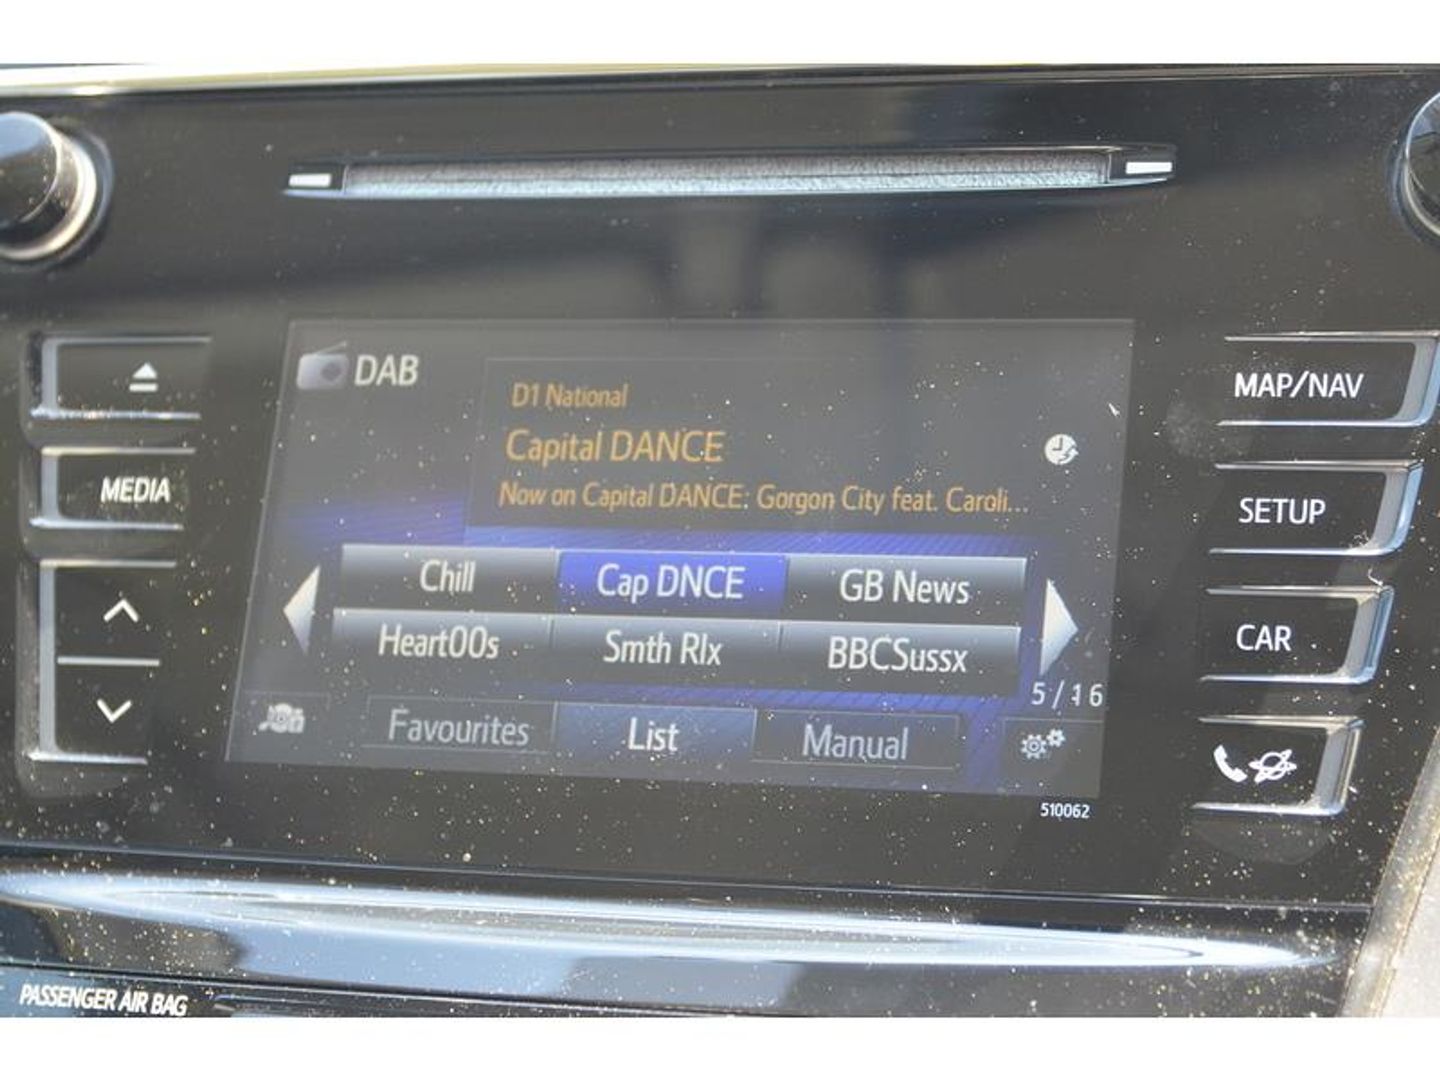 DAB
D1 National
Capital DANCE
Now on Capital DANCE: Gorgon City feat. Caroli...
Chill
Cap DNCE
GB News
Heart00s
Smth Rlx
BBCSussx
5 / 16
Favourites
List
Manual
510062
MEDIA
MAP/NAV
SETUP
CAR
PASSENGER AIR BAG